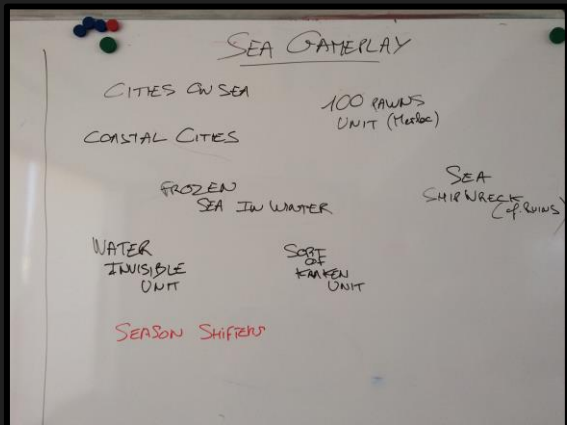 SEA GAMEPLAY
CITIES ON SEA
100 PAWNS
UNIT (Merloc)
COASTAL CITIES
FROZEN
SEA IN WINTER
SEA
SHIPWRECK
(cf. RUINS)
WATER
INVISIBLE
UNIT
SORT
OF
KRAKEN
UNIT
SEASON SHIFTERS